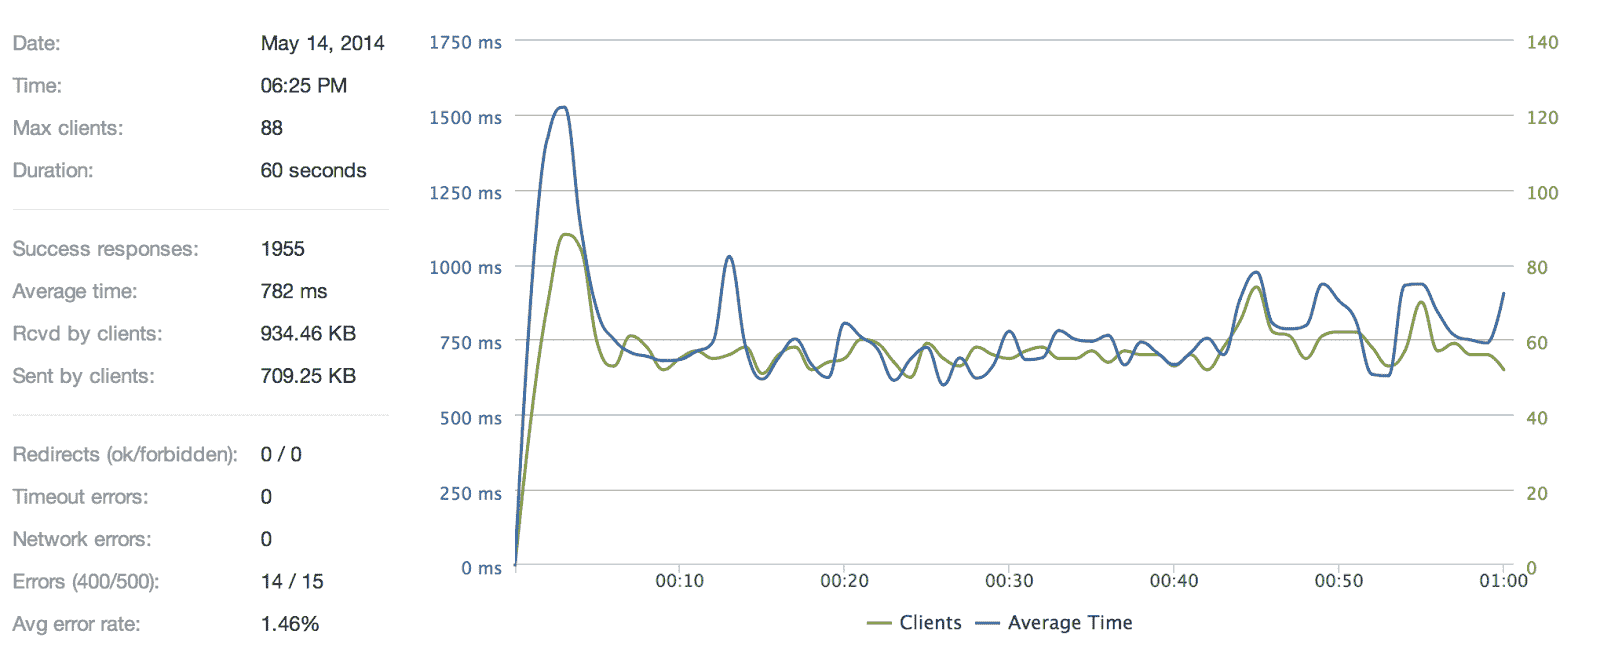 Date: May 14, 2014
Time: 06:25 PM
Max clients: 88
Duration: 60 seconds
Success responses: 1955
Average time: 782 ms
Rcvd by clients: 934.46 KB
Sent by clients: 709.25 KB
Redirects (ok/forbidden): 0 / 0
Timeout errors: 0
Network errors: 0
Errors (400/500): 14 / 15
Avg error rate: 1.46%
1750 ms
1500 ms
1250 ms
1000 ms
750 ms
500 ms
250 ms
0 ms
140
120
100
80
60
40
20
0
00:10 00:20 00:30 00:40 00:50 01:00
Clients Average Time